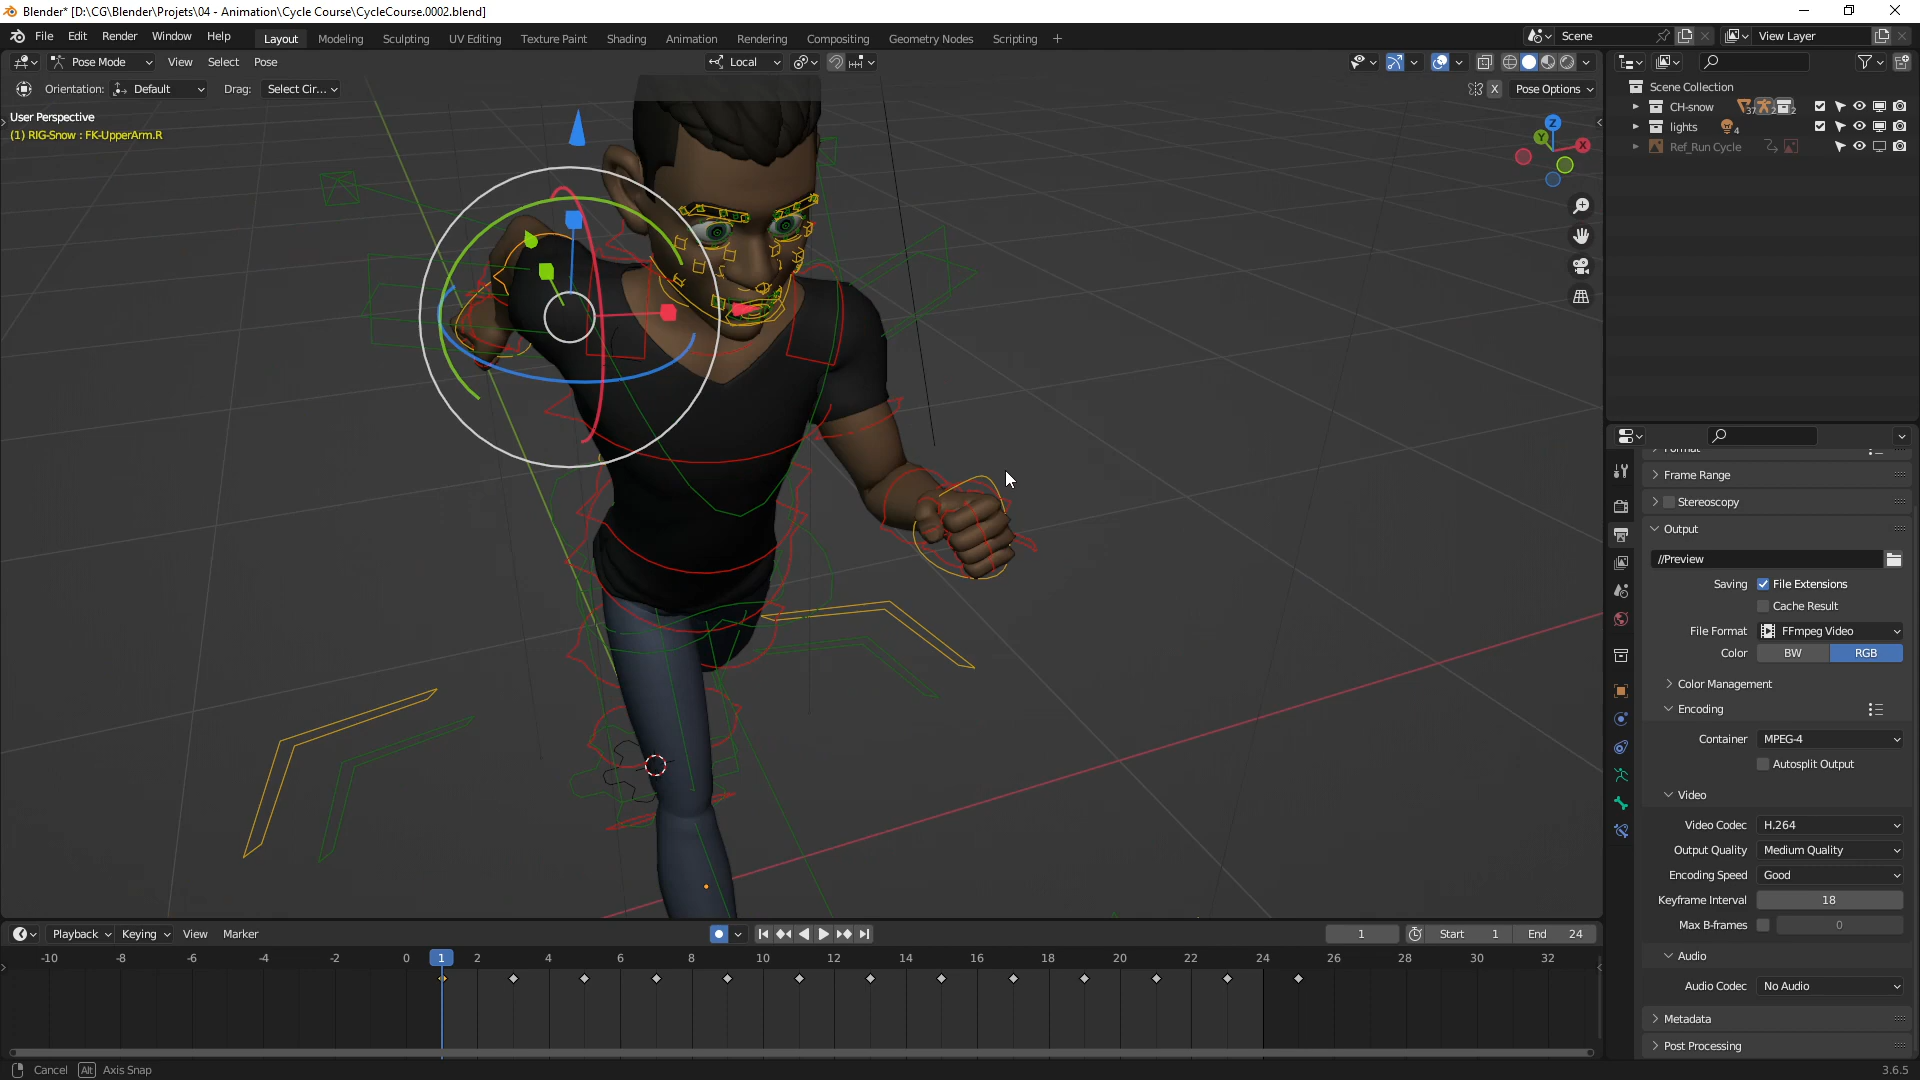 Blender* [D:\CG\Blender\Projets\04 - Animation\Cycle Course\CycleCourse.0002.blend]
File Edit Render Window Help Layout Modeling Sculpting UV Editing Texture Paint Shading Animation Rendering Compositing Geometry Nodes Scripting + Scene View Layer
Pose Mode View Select Pose Local
Orientation: Default Drag: Select Cir... X Pose Options
User Perspective
(1) RIG-Snow : FK-UpperArm.R
Z
Y
X
Scene Collection
CH-snow 37 2 2
lights 4
Ref_Run Cycle
Format
Frame Range
Stereoscopy
Output
//Preview
Saving File Extensions
Cache Result
File Format FFmpeg Video
Color BW RGB
Color Management
Encoding
Container MPEG-4
Autosplit Output
Video
Video Codec H.264
Output Quality Medium Quality
Encoding Speed Good
Keyframe Interval 18
Max B-frames 0
Audio
Audio Codec No Audio
Metadata
Post Processing
Playback Keying View Marker 1 Start 1 End 24
-10 -8 -6 -4 -2 0 1 2 4 6 8 10 12 14 16 18 20 22 24 26 28 30 32
Cancel Alt Axis Snap 3.6.5